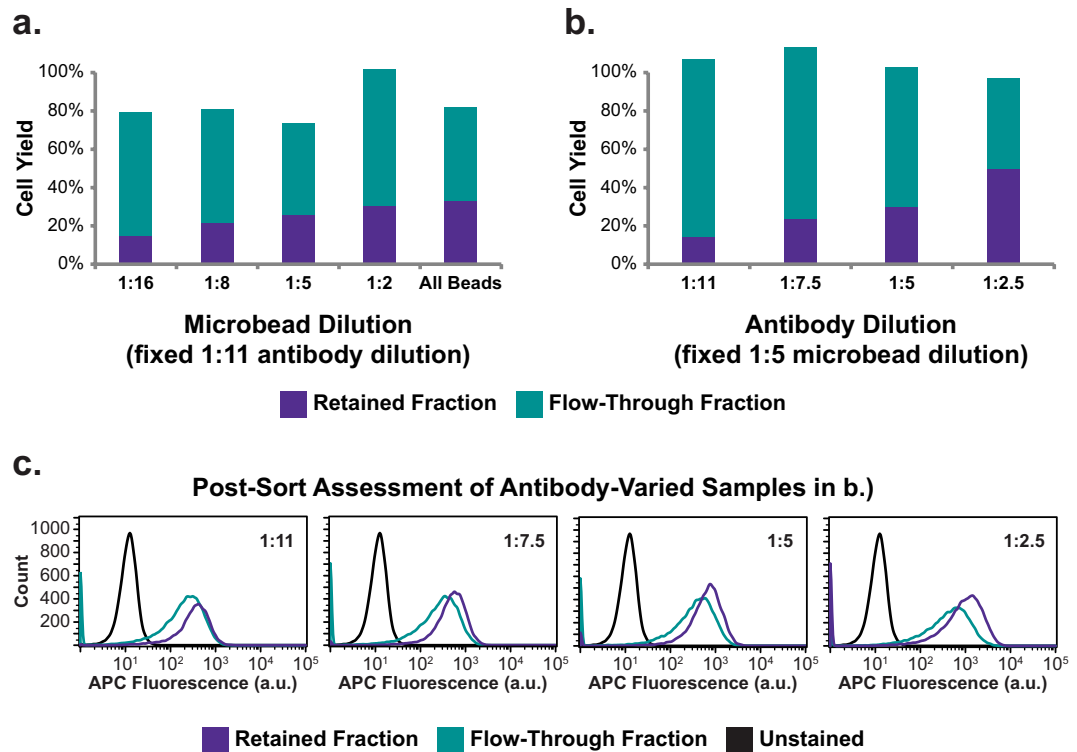 a.
100%
80%
60%
40%
20%
0%
Cell Yield
1:16 1:8 1:5 1:2 All Beads
Microbead Dilution
(fixed 1:11 antibody dilution)
b.
100%
80%
60%
40%
20%
0%
Cell Yield
1:11 1:7.5 1:5 1:2.5
Antibody Dilution
(fixed 1:5 microbead dilution)
Retained Fraction Flow-Through Fraction
c.
Post-Sort Assessment of Antibody-Varied Samples in b.)
1000
800
600
400
200
Count
1:11
10¹ 10² 10³ 10⁴ 10⁵
APC Fluorescence (a.u.)
1:7.5
10¹ 10² 10³ 10⁴ 10⁵
APC Fluorescence (a.u.)
1:5
10¹ 10² 10³ 10⁴ 10⁵
APC Fluorescence (a.u.)
1:2.5
10¹ 10² 10³ 10⁴ 10⁵
APC Fluorescence (a.u.)
Retained Fraction Flow-Through Fraction Unstained